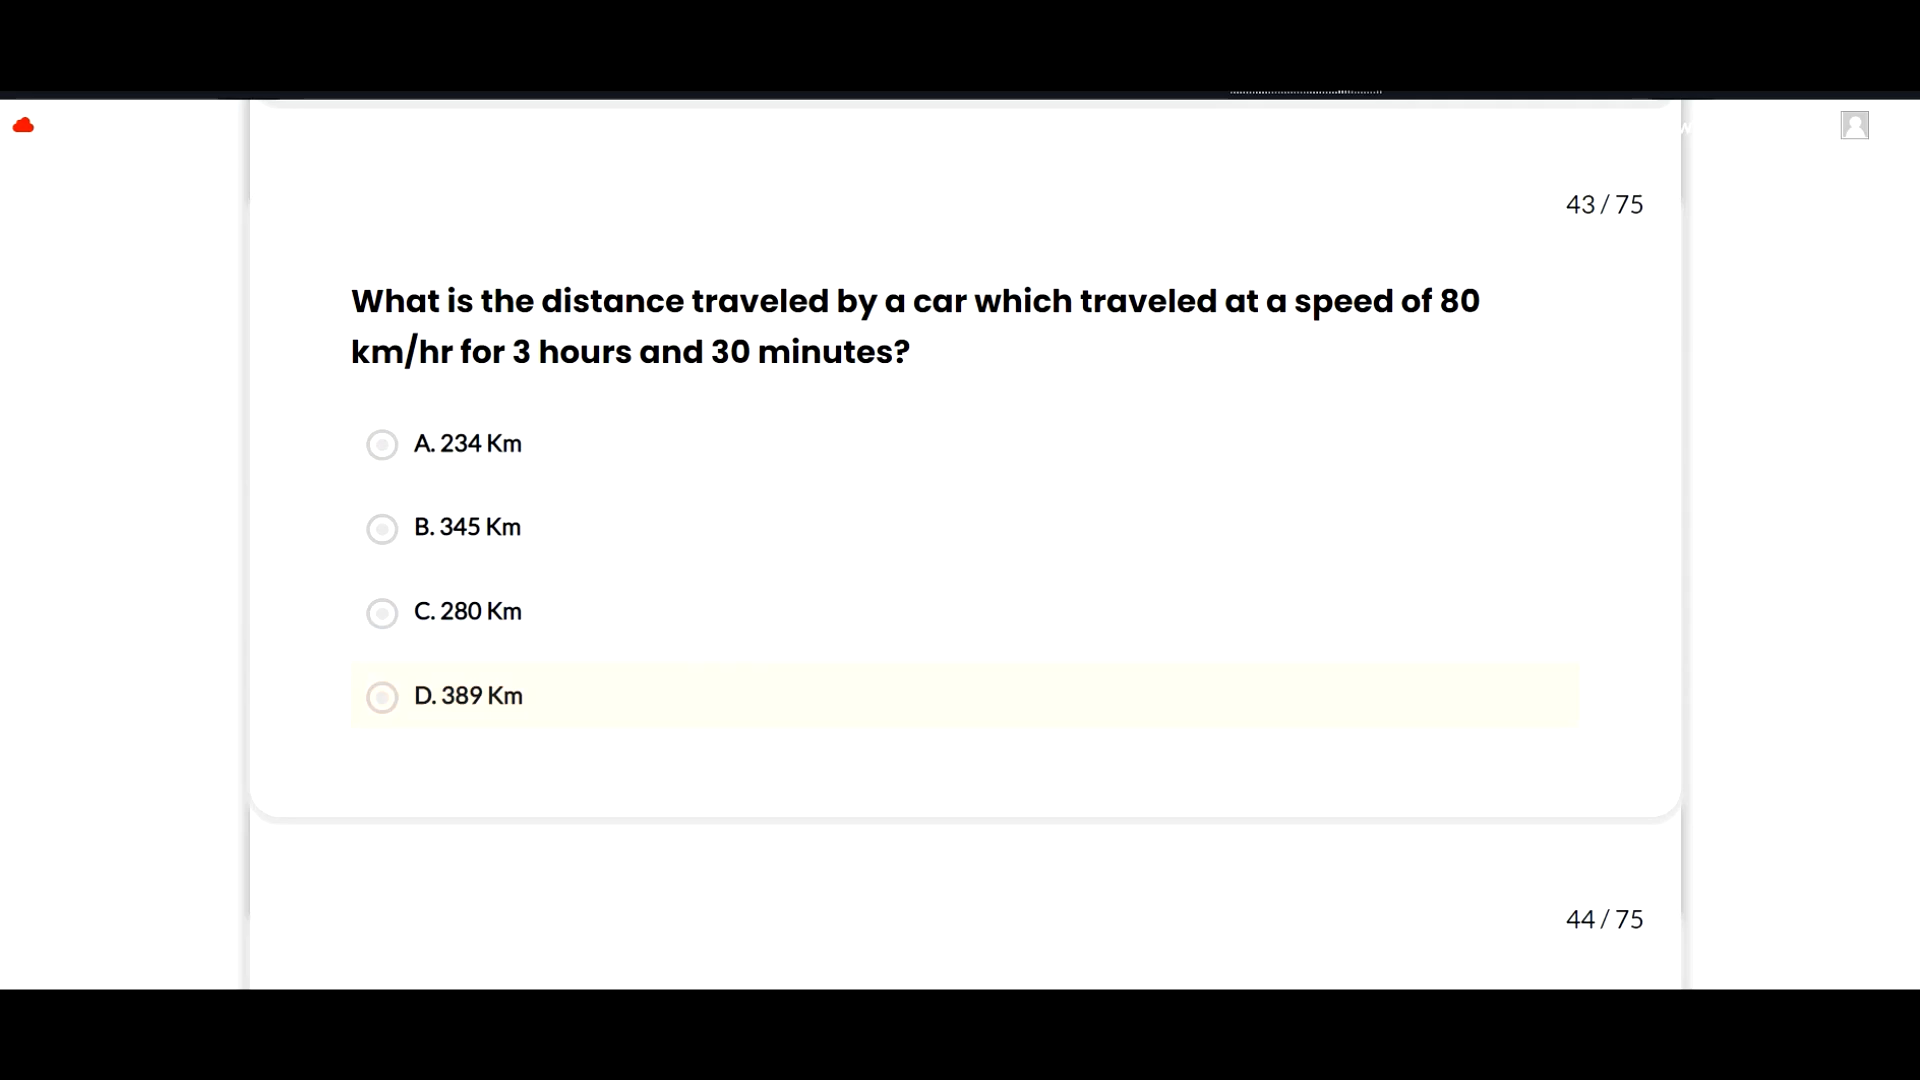 43 / 75
What is the distance traveled by a car which traveled at a speed of 80
km/hr for 3 hours and 30 minutes?
A. 234 Km
B. 345 Km
C. 280 Km
D. 389 Km
44 / 75